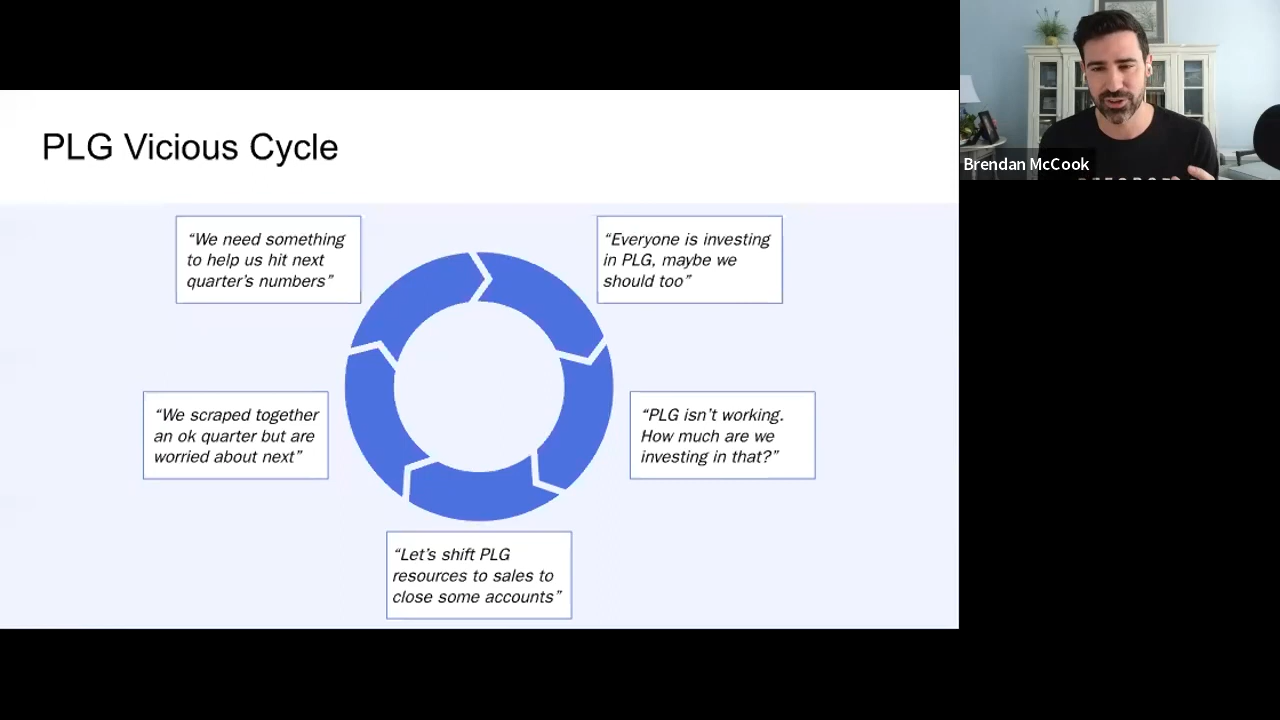 PLG Vicious Cycle
“We need something
to help us hit next
quarter’s numbers”
“Everyone is investing
in PLG, maybe we
should too”
“We scraped together
an ok quarter but are
worried about next”
“PLG isn’t working.
How much are we
investing in that?”
“Let’s shift PLG
resources to sales to
close some accounts”
Brendan McCook